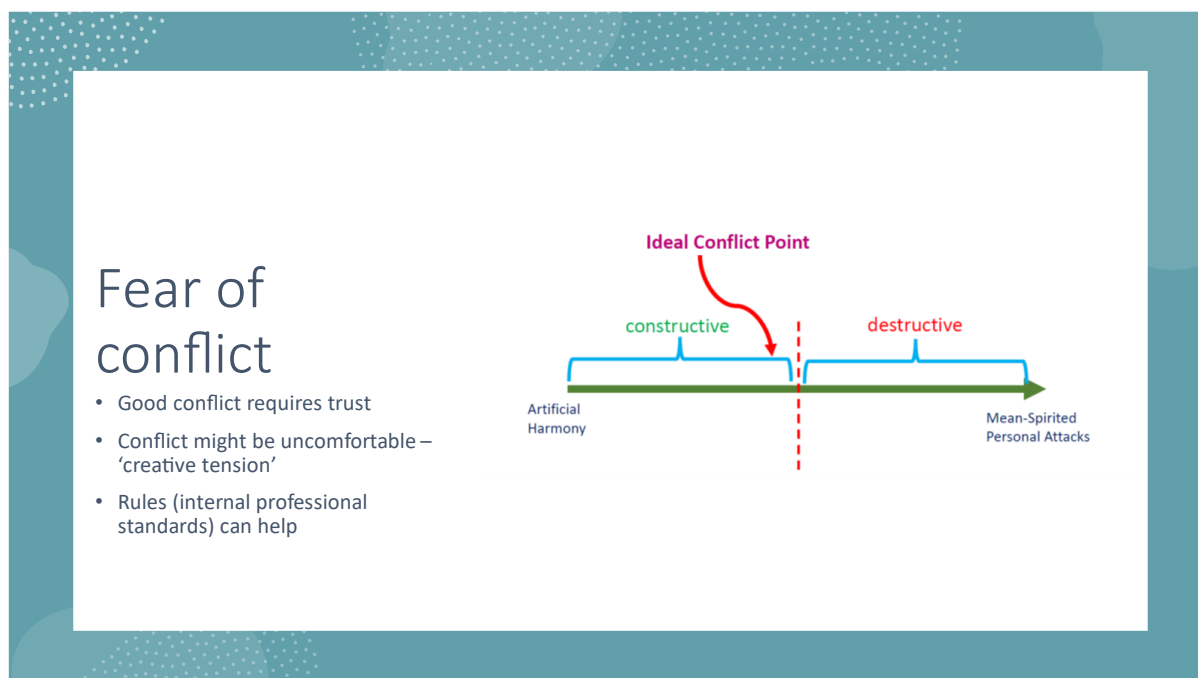 Fear of
conflict
• Good conflict requires trust
• Conflict might be uncomfortable –
‘creative tension’
• Rules (internal professional
standards) can help
Ideal Conflict Point
constructive
destructive
Artificial
Harmony
Mean-Spirited
Personal Attacks